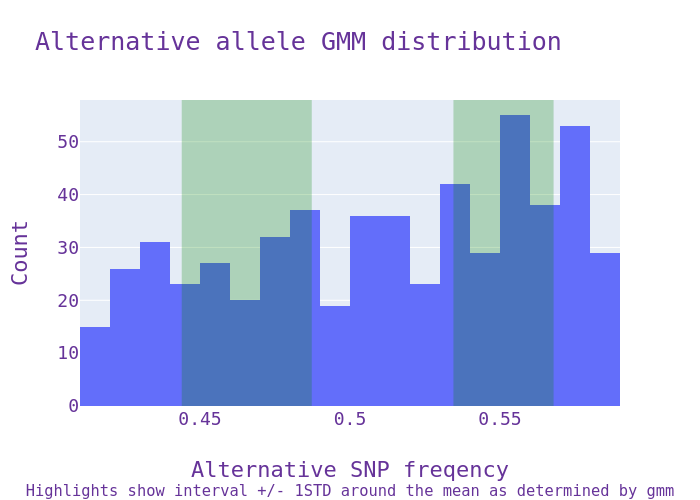 Alternative allele GMM distribution
50
40
30
20
10
0
Count
0.45
0.5
0.55
Alternative SNP freqency
Highlights show interval +/- 1STD around the mean as determined by gmm